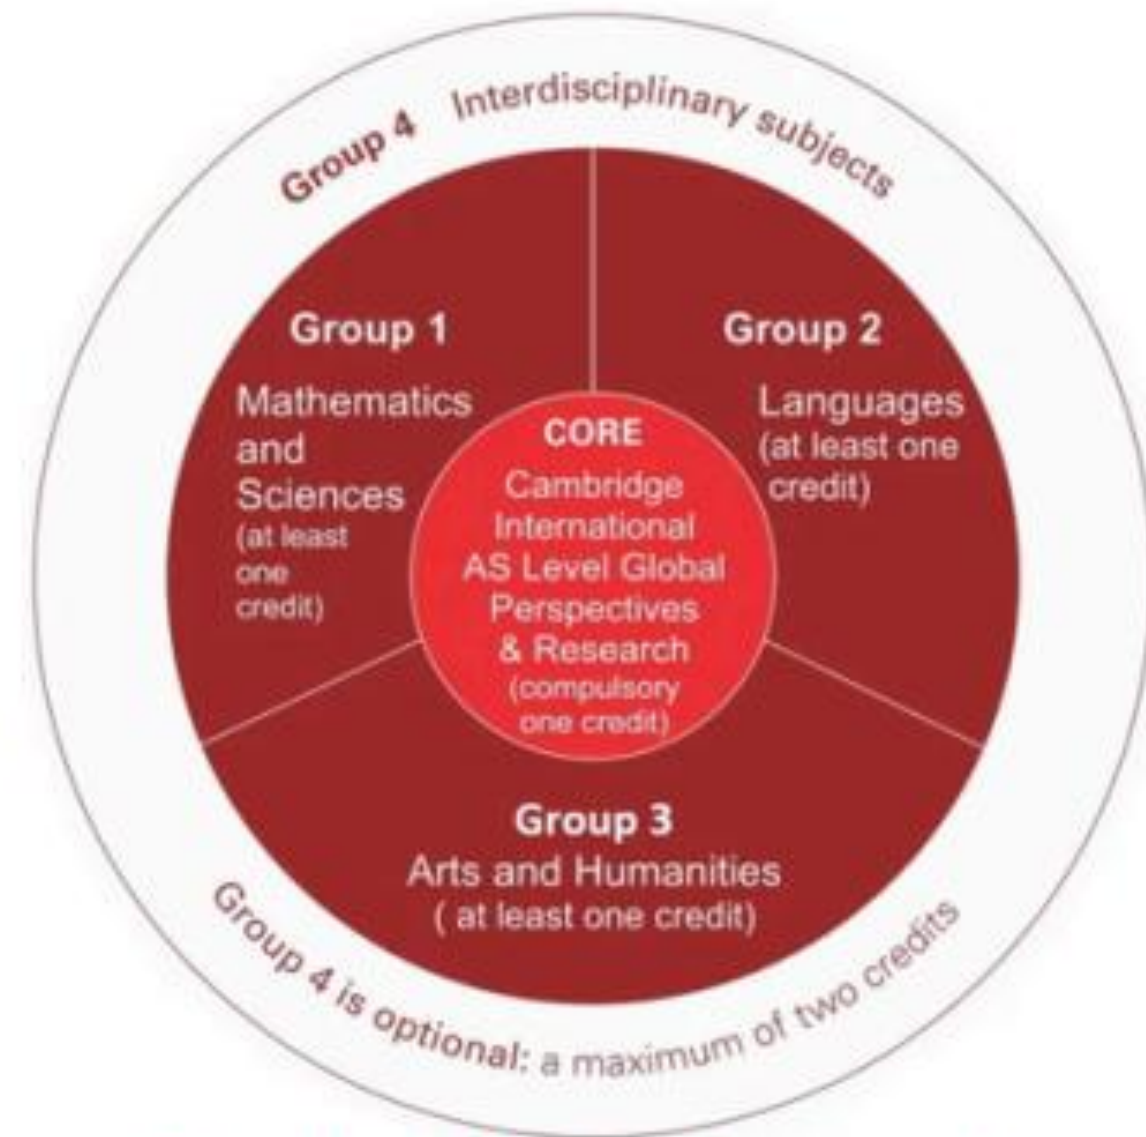 Group 4 Interdisciplinary subjects
Group 1
Mathematics
and
Sciences
(at least
one
credit)
Group 2
Languages
(at least one
credit)
CORE
Cambridge
International
AS Level Global
Perspectives
& Research
(compulsory
one credit)
Group 3
Arts and Humanities
( at least one credit)
Group 4 is optional: a maximum of two credits